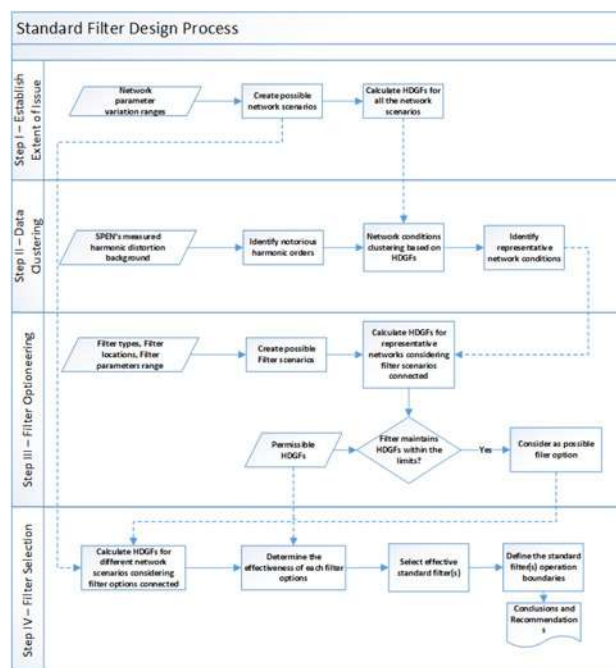 Standard Filter Design Process
Step I – Establish
Extent of Issue
Network
parameter
variation ranges
Create possible
network scenarios
Calculate HDGFs for
all the network
scenarios
Step II – Data
Clustering
SPEN's measured
harmonic distortion
background
Identify notorious
harmonic orders
Network conditions
clustering based on
HDGFs
Identify
representative
network conditions
Step III – Filter Optioneering
Filter types, Filter
locations, Filter
parameters range
Create possible
Filter scenarios
Calculate HDGFs for
representative
networks considering
filter scenarios
connected
Permissible
HDGFs
Filter maintains
HDGFs within the
limits?
Yes
Consider as possible
filer option
Step IV – Filter Selection
Calculate HDGFs for
different network
scenarios considering
filter options connected
Determine the
effectiveness of each filter
options
Select effective
standard filter(s)
Define the standard
filter(s) operation
boundaries
Conclusions and
Recommendation
s